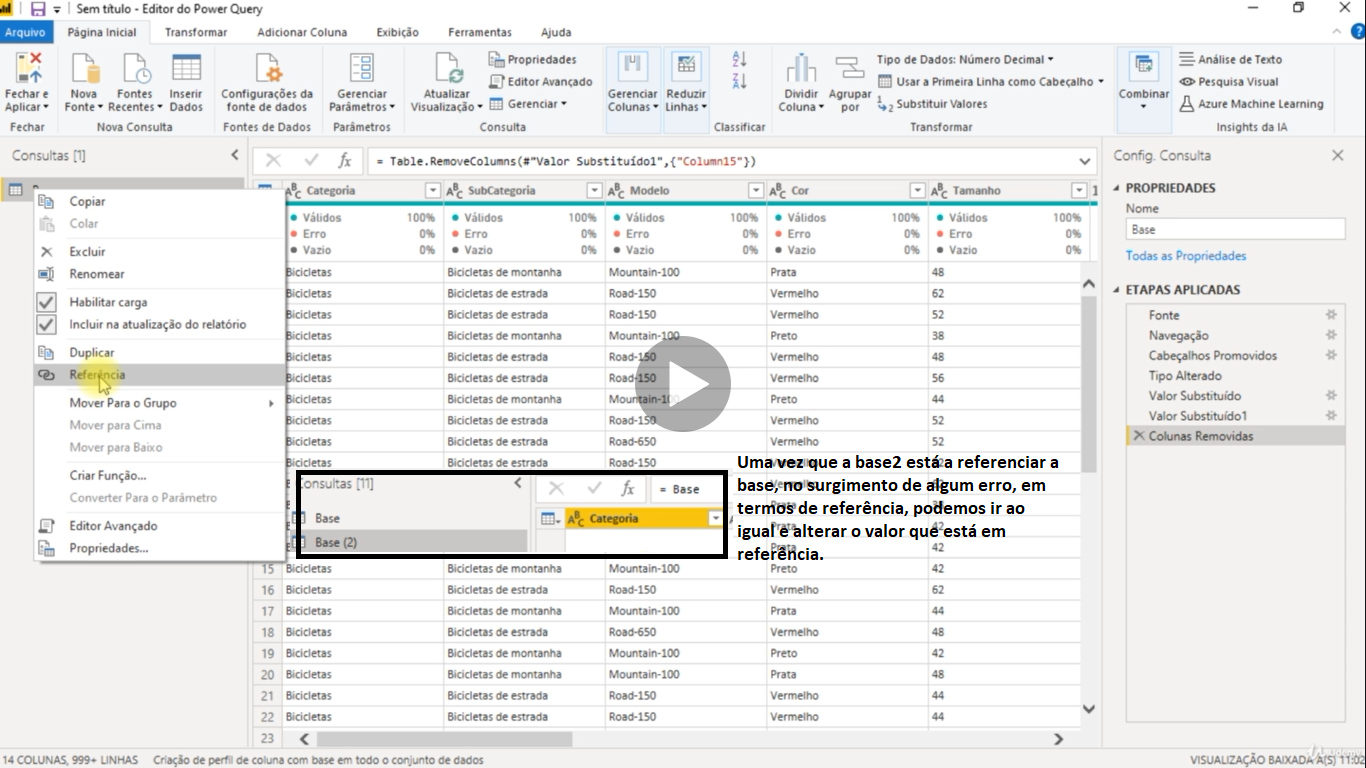 Sem título - Editor do Power Query
Arquivo
Página Inicial
Transformar
Adicionar Coluna
Exibição
Ferramentas
Ajuda
Fechar e
Aplicar
Nova
Fonte
Fontes
Recentes
Inserir
Dados
Configurações da
fonte de dados
Gerenciar
Parâmetros
Atualizar
Visualização
Propriedades
Editor Avançado
Gerenciar
Gerenciar
Colunas
Reduzir
Linhas
Dividir
Coluna
Agrupar
por
Tipo de Dados: Número Decimal
Usar a Primeira Linha como Cabeçalho
Substituir Valores
Combinar
Análise de Texto
Pesquisa Visual
Azure Machine Learning
Fechar
Nova Consulta
Fontes de Dados
Parâmetros
Consulta
Classificar
Transformar
Insights da IA
Consultas [1]
= Table.RemoveColumns(#"Valor Substituído1",{"Column15"})
Copiar
Colar
Excluir
Renomear
Habilitar carga
Incluir na atualização do relatório
Duplicar
Referência
Mover Para o Grupo
Mover para Cima
Mover para Baixo
Criar Função...
Converter Para o Parâmetro
Editor Avançado
Propriedades...
Categoria SubCategoria Modelo Cor Tamanho
Válidos 100% Válidos 100% Válidos 100% Válidos 100% Válidos 100%
Erro 0% Erro 0% Erro 0% Erro 0% Erro 0%
Vazio 0% Vazio 0% Vazio 0% Vazio 0% Vazio 0%
Bicicletas Bicicletas de montanha Mountain-100 Prata 48
Bicicletas Bicicletas de estrada Road-150 Vermelho 62
Bicicletas Bicicletas de estrada Road-150 Vermelho 52
Bicicletas Bicicletas de montanha Mountain-100 Preto 38
Bicicletas Bicicletas de estrada Road-150 Vermelho 48
Bicicletas Bicicletas de estrada Road-150 Vermelho 56
Bicicletas Bicicletas de montanha Mountain-100 Preto 44
Bicicletas Bicicletas de estrada Road-150 Vermelho 52
Bicicletas Bicicletas de estrada Road-650 Vermelho 52
Bicicletas Bicicletas de estrada Road-150
Consultas [11]
= Base
Base
Categoria
Base (2)
Uma vez que a base2 está a referenciar a
base, no surgimento de algum erro, em
termos de referência, podemos ir ao
igual e alterar o valor que está em
referência.
15 Bicicletas Bicicletas de montanha Mountain-100 Preto 42
16 Bicicletas Bicicletas de estrada Road-150 Vermelho 62
17 Bicicletas Bicicletas de montanha Mountain-100 Prata 44
18 Bicicletas Bicicletas de estrada Road-650 Vermelho 48
19 Bicicletas Bicicletas de montanha Mountain-100 Preto 42
20 Bicicletas Bicicletas de montanha Mountain-100 Prata 48
21 Bicicletas Bicicletas de estrada Road-150 Vermelho 44
22 Bicicletas Bicicletas de estrada Road-150 Vermelho 44
23
Config. Consulta
PROPRIEDADES
Nome
Base
Todas as Propriedades
ETAPAS APLICADAS
Fonte
Navegação
Cabeçalhos Promovidos
Tipo Alterado
Valor Substituído
Valor Substituído1
Colunas Removidas
14 COLUNAS, 999+ LINHAS
Criação de perfil de coluna com base em todo o conjunto de dados
VISUALIZAÇÃO BAIXADA A(S) 11:02